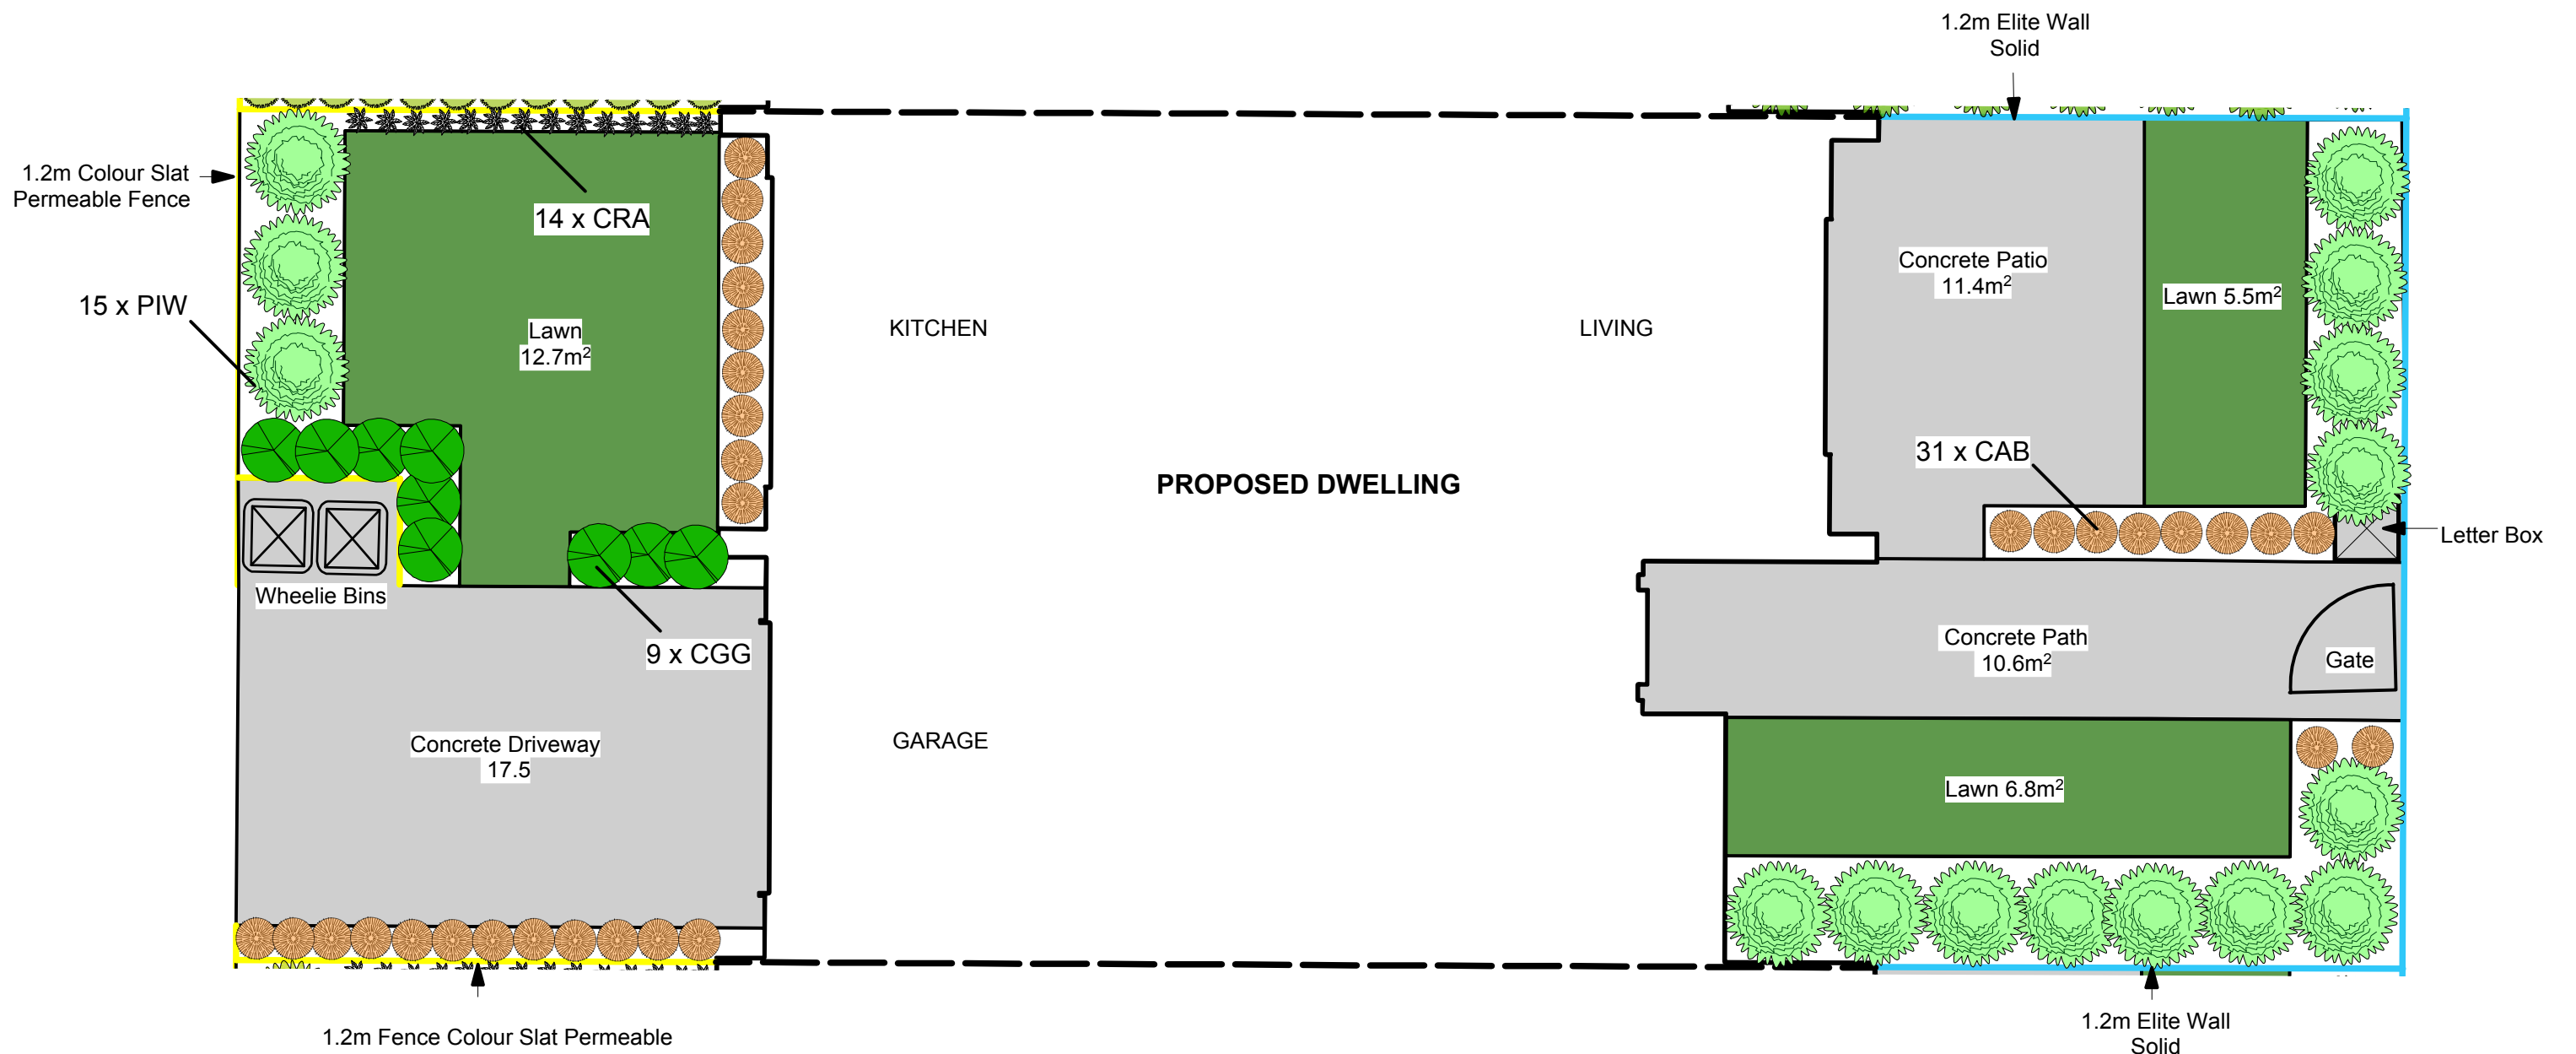 1.2m Elite Wall
Solid
1.2m Colour Slat
Permeable Fence
14 x CRA
15 x PIW
Lawn
12.7m²
KITCHEN
LIVING
Concrete Patio
11.4m²
Lawn 5.5m²
31 x CAB
PROPOSED DWELLING
Letter Box
Wheelie Bins
9 x CGG
Concrete Path
10.6m²
Gate
Concrete Driveway
17.5
GARAGE
Lawn 6.8m²
1.2m Fence Colour Slat Permeable
1.2m Elite Wall
Solid